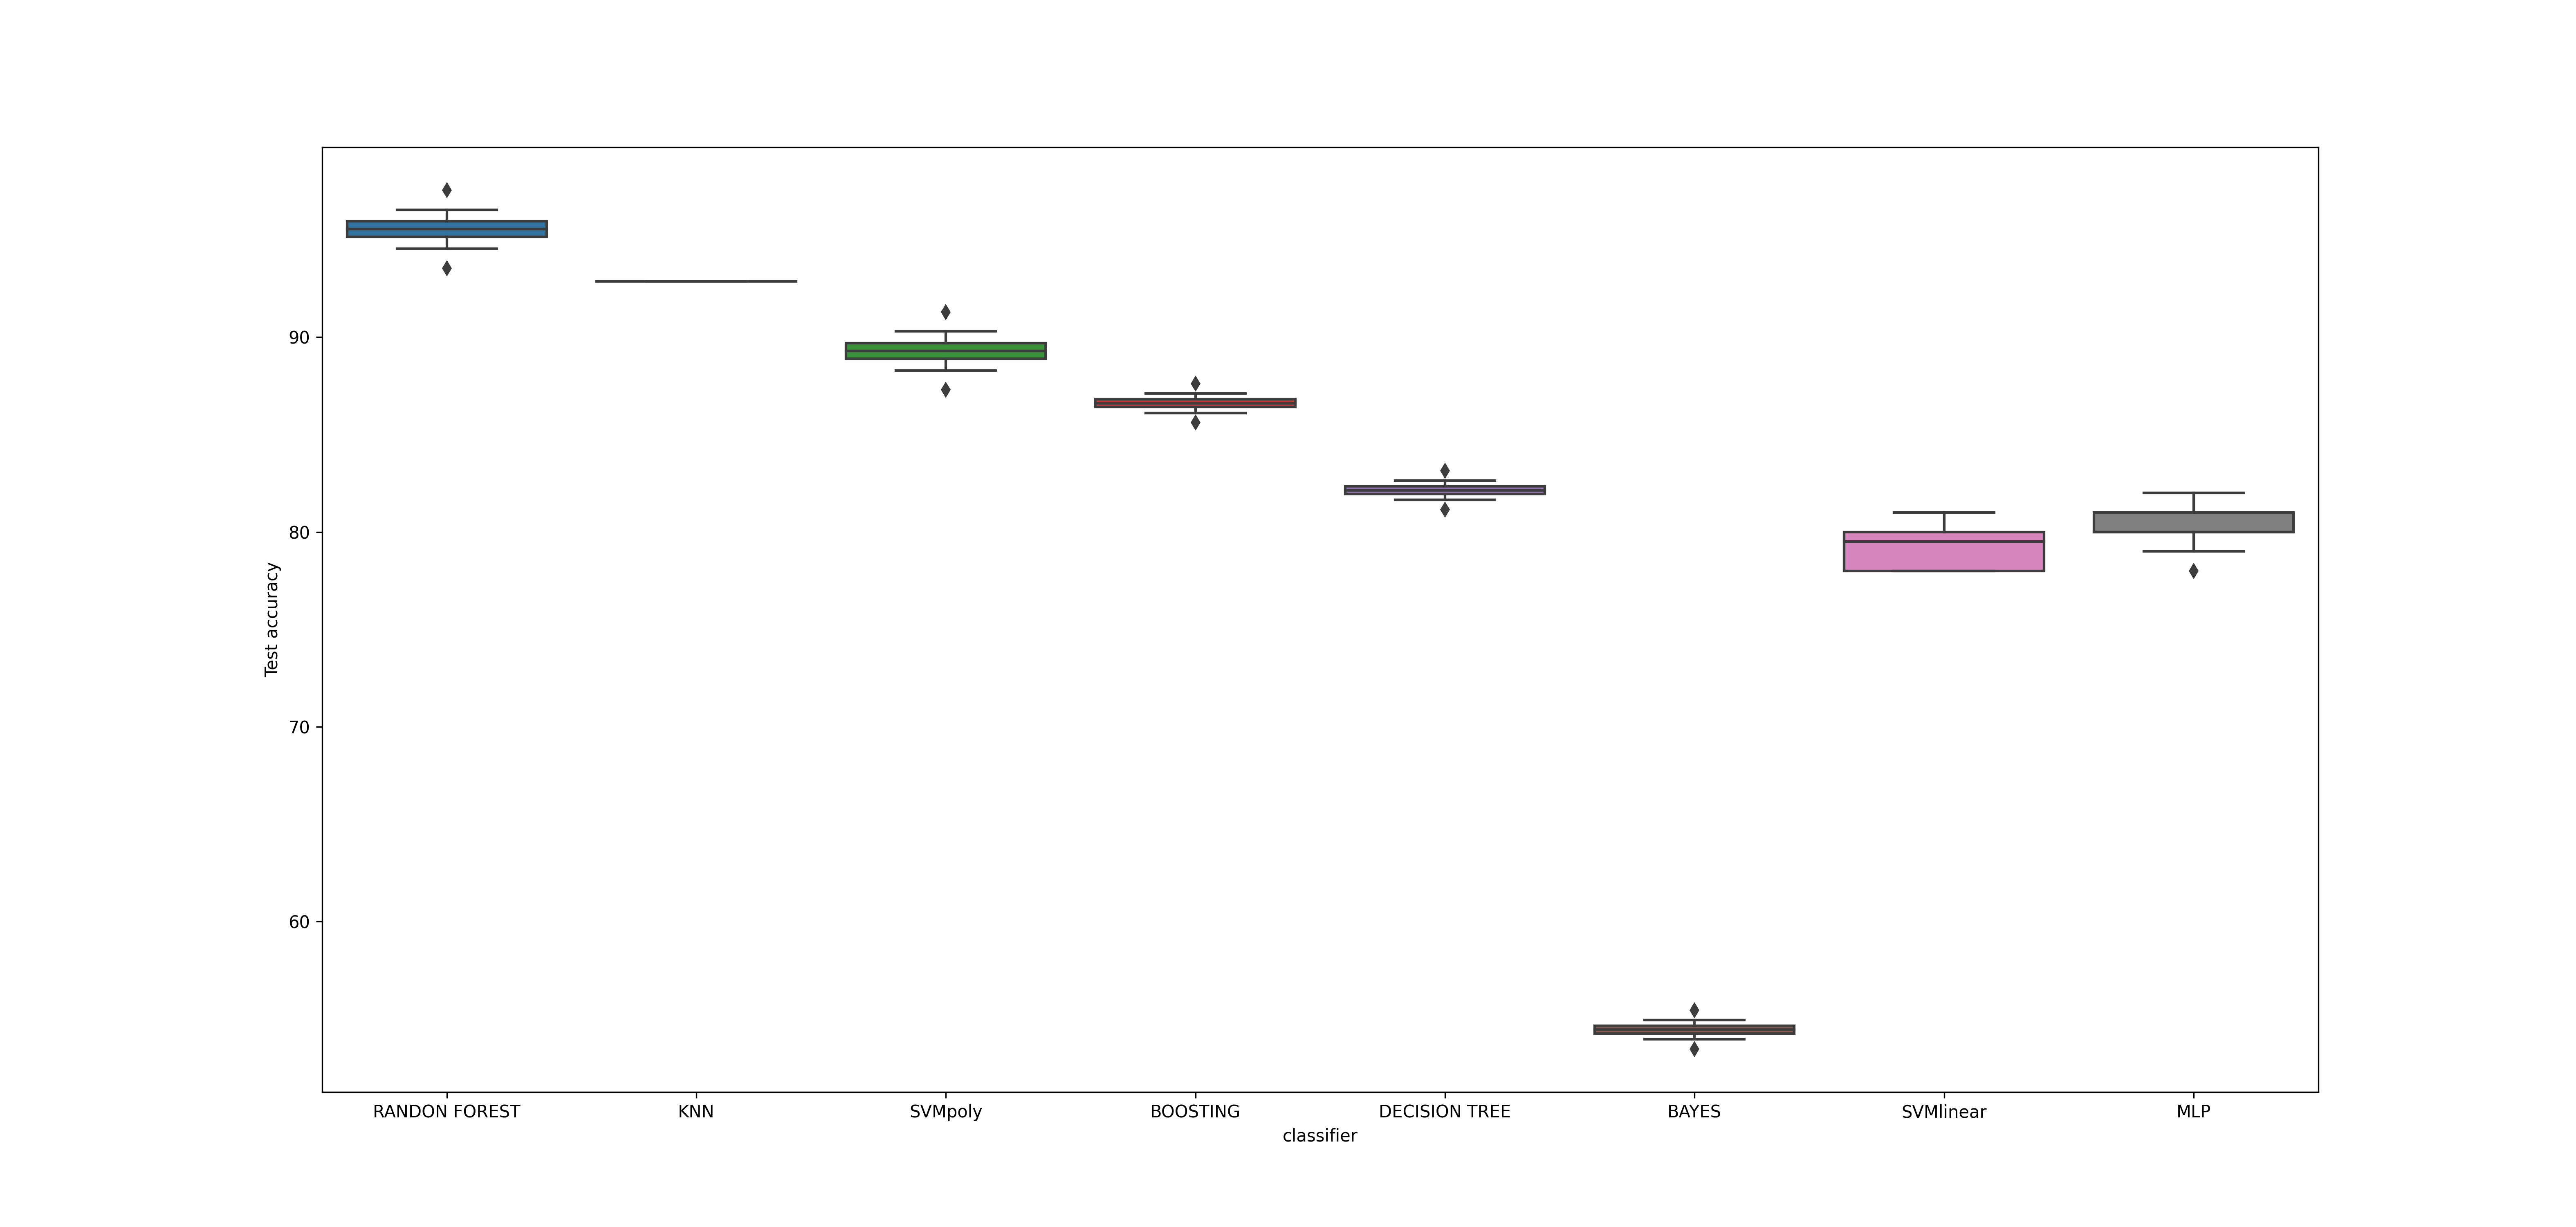 90
80
70
60
Test accuracy
RANDON FOREST KNN SVMpoly BOOSTING DECISION TREE BAYES SVMlinear MLP
classifier